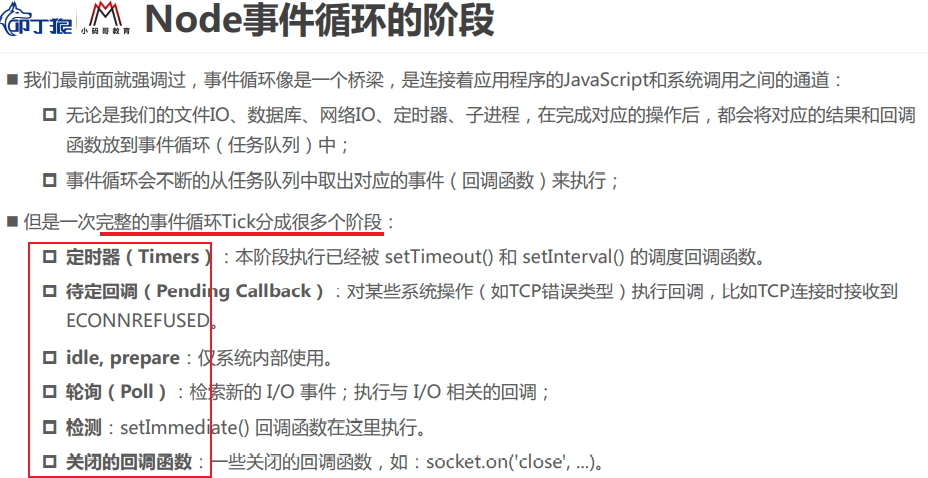 叩丁狼
小码哥教育
Node事件循环的阶段
我们最前面就强调过，事件循环像是一个桥梁，是连接着应用程序的JavaScript和系统调用之间的通道：
无论是我们的文件IO、数据库、网络IO、定时器、子进程，在完成对应的操作后，都会将对应的结果和回调
函数放到事件循环（任务队列）中；
事件循环会不断的从任务队列中取出对应的事件（回调函数）来执行；
但是一次完整的事件循环Tick分成很多个阶段：
定时器（Timers）：本阶段执行已经被 setTimeout() 和 setInterval() 的调度回调函数。
待定回调（Pending Callback）：对某些系统操作（如TCP错误类型）执行回调，比如TCP连接时接收到
ECONNREFUSED。
idle, prepare：仅系统内部使用。
轮询（Poll）：检索新的 I/O 事件；执行与 I/O 相关的回调；
检测：setImmediate() 回调函数在这里执行。
关闭的回调函数：一些关闭的回调函数，如：socket.on('close', ...)。